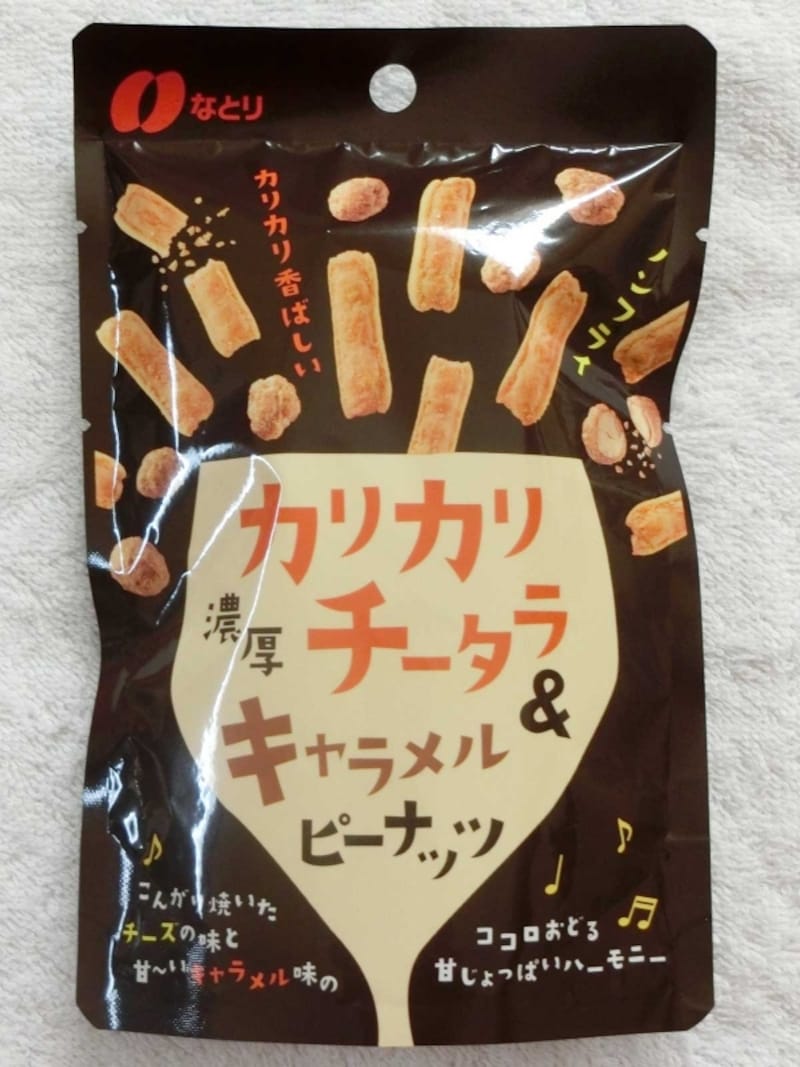 なとり
カリカリ香ばしい
ノンフライ
カリカリ
濃厚
チータラ
&
キャラメル
ピーナッツ
こんがり焼いた
チーズの味と
甘~いキャラメル味の
ココロおどる
甘じょっぱいハーモニー